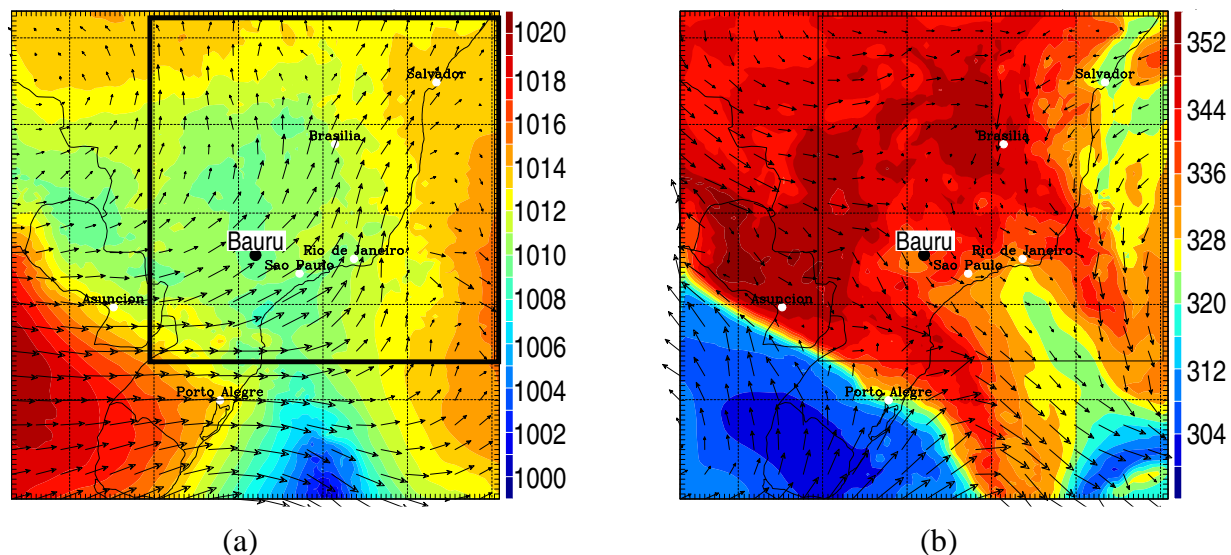 Salvador
Brasilia
Bauru
Rio de Janeiro
Sao Paulo
Asuncion
Porto Alegre
1020
1018
1016
1014
1012
1010
1008
1006
1004
1002
1000
(a)
Salvador
Brasilia
Bauru
Rio de Janeiro
Sao Paulo
Asuncion
Porto Alegre
352
344
336
328
320
312
304
(b)